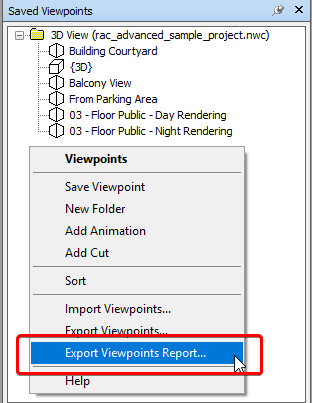 Saved Viewpoints
3D View (rac_advanced_sample_project.nwc)
Building Courtyard
{3D}
Balcony View
From Parking Area
03 - Floor Public - Day Rendering
03 - Floor Public - Night Rendering
Viewpoints
Save Viewpoint
New Folder
Add Animation
Add Cut
Sort
Import Viewpoints...
Export Viewpoints...
Export Viewpoints Report...
Help